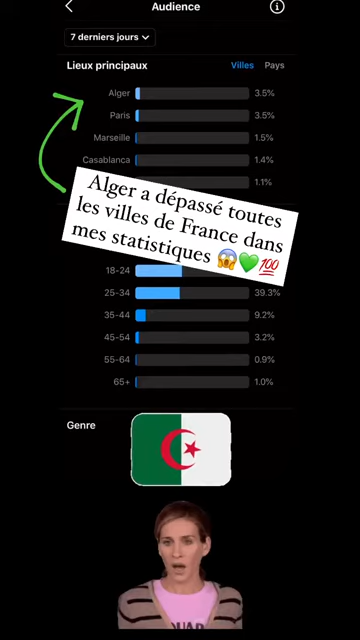 Audience
7 derniers jours
Lieux principaux
Villes Pays
Alger 3.5%
Paris 3.5%
Marseille 1.5%
Casablanca 1.4%
1.1%
Alger a dépassé toutes
les villes de France dans
mes statistiques 😱💚💯
18-24
25-34 39.3%
35-44 9.2%
45-54 3.2%
55-64 0.9%
65+ 1.0%
Genre